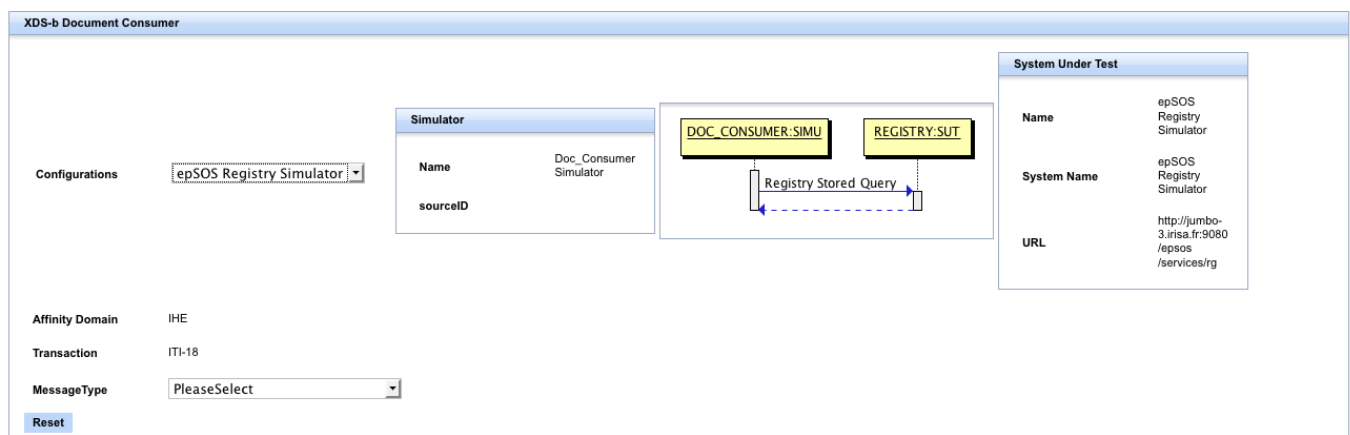 XDS-b Document Consumer
Configurations
epSOS Registry Simulator
Simulator
Name
Doc_Consumer
Simulator
sourceID
DOC_CONSUMER:SIMU
REGISTRY:SUT
Registry Stored Query
System Under Test
Name
epSOS
Registry
Simulator
System Name
epSOS
Registry
Simulator
URL
http://jumbo-
3.irisa.fr:9080
/epsos
/services/rg
Affinity Domain
IHE
Transaction
ITI-18
MessageType
PleaseSelect
Reset